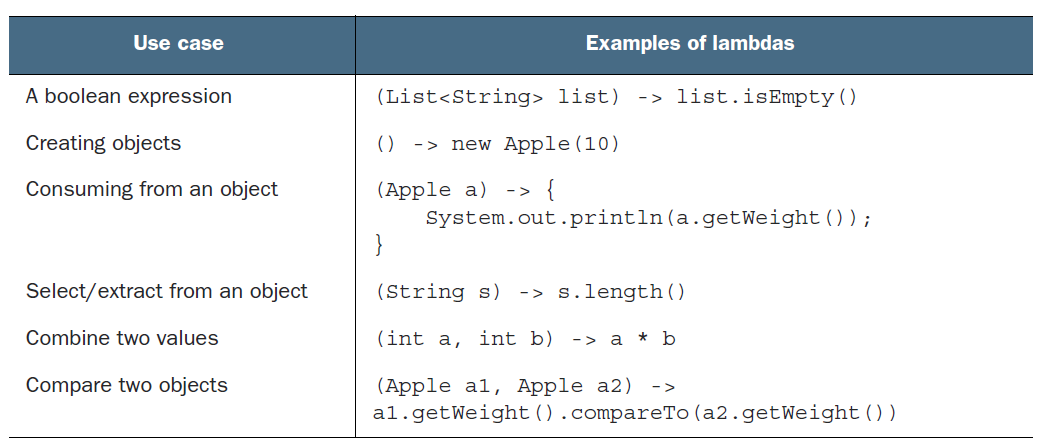 Use case Examples of lambdas
A boolean expression (List<String> list) -> list.isEmpty()
Creating objects () -> new Apple(10)
Consuming from an object (Apple a) -> {
System.out.println(a.getWeight());
}
Select/extract from an object (String s) -> s.length()
Combine two values (int a, int b) -> a * b
Compare two objects (Apple a1, Apple a2) ->
a1.getWeight().compareTo(a2.getWeight())